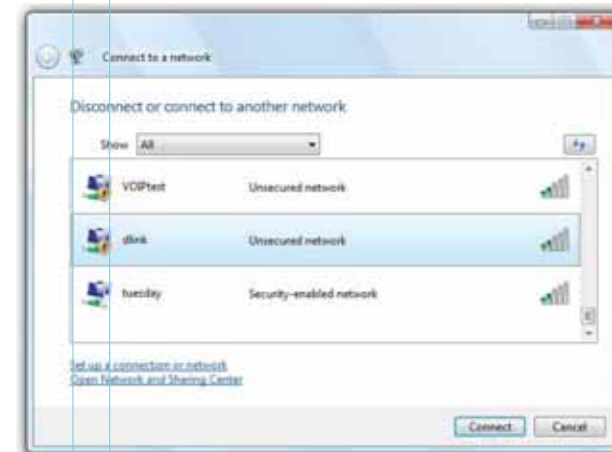 Connect to a network
Disconnect or connect to another network
Show All
VOIPtest Unsecured network
dlink Unsecured network
tuesday Security-enabled network
Set up a connection or network
Open Network and Sharing Center
Connect Cancel